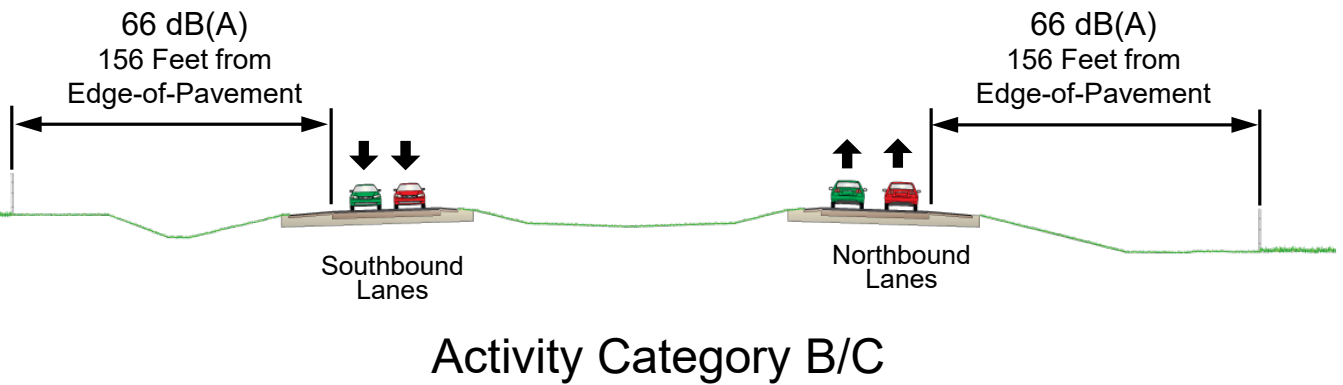 66 dB(A)
156 Feet from
Edge-of-Pavement
66 dB(A)
156 Feet from
Edge-of-Pavement
Southbound
Lanes
Northbound
Lanes
Activity Category B/C